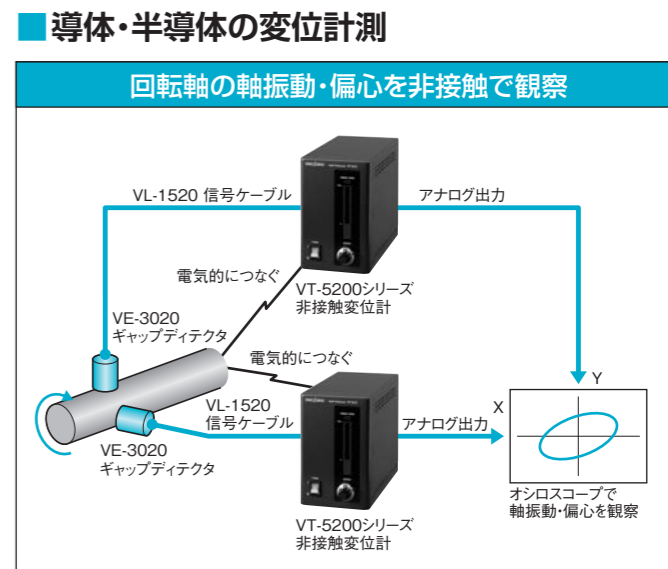 ■導体・半導体の変位計測
回転軸の軸振動・偏心を非接触で観察
VL-1520 信号ケーブル
アナログ出力
電気的につなぐ
VT-5200シリーズ
非接触変位計
VE-3020
ギャップディテクタ
電気的につなぐ
VL-1520
信号ケーブル
アナログ出力
Y
X
VE-3020
ギャップディテクタ
オシロスコープで
軸振動・偏心を観察
VT-5200シリーズ
非接触変位計